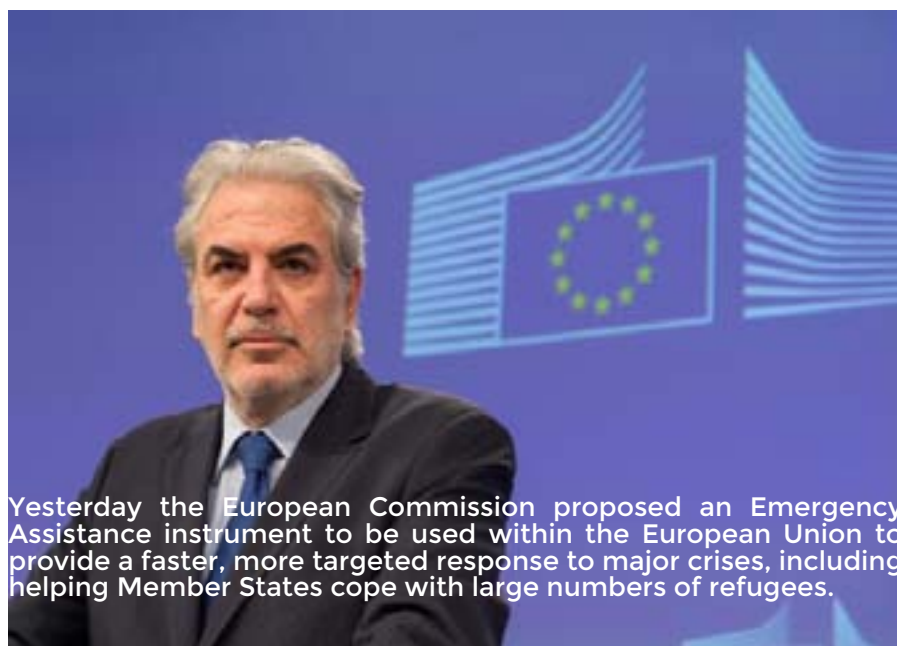 Yesterday the European Commission proposed an Emergency
Assistance instrument to be used within the European Union to
provide a faster, more targeted response to major crises, including
helping Member States cope with large numbers of refugees.